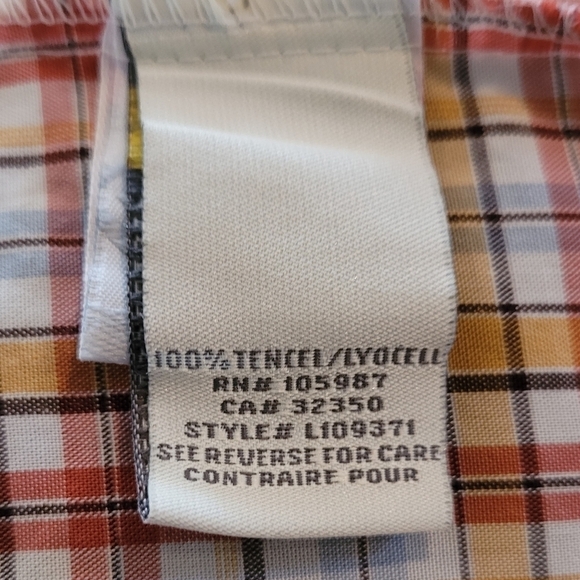 100% TENCEL/LYOCELL
RN# 105987
CA# 32350
STYLE# L109371
SEE REVERSE FOR CARE
CONTRAIRE POUR